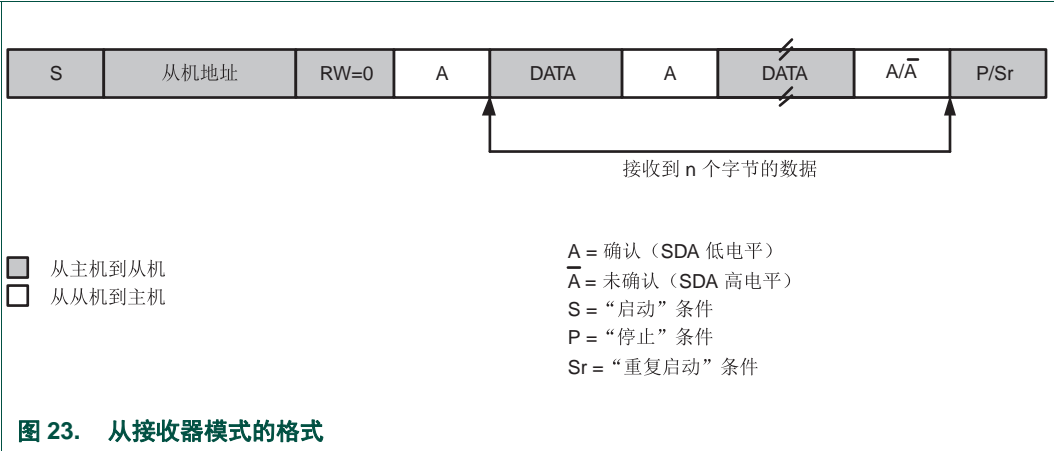 S 从机地址 RW=0 A DATA A DATA A/A̅ P/Sr
接收到 n 个字节的数据
从主机到从机
从从机到主机
A = 确认（SDA 低电平）
A̅ = 未确认（SDA 高电平）
S = “启动”条件
P = “停止”条件
Sr = “重复启动”条件
图 23. 从接收器模式的格式